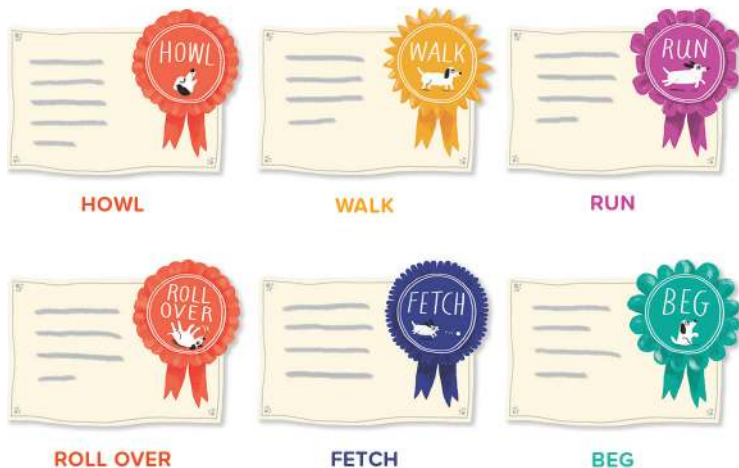 HOWL
WALK
RUN
HOWL
WALK
RUN
ROLL
OVER
FETCH
BEG
ROLL OVER
FETCH
BEG